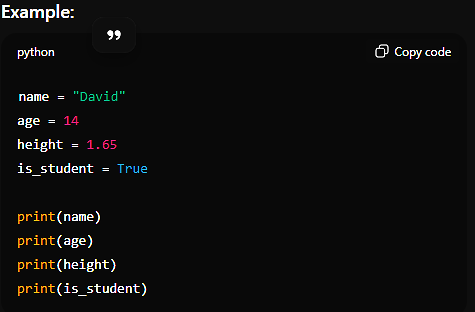 Example:
python
”
Copy code
name = "David"
age = 14
height = 1.65
is_student = True
print(name)
print(age)
print(height)
print(is_student)